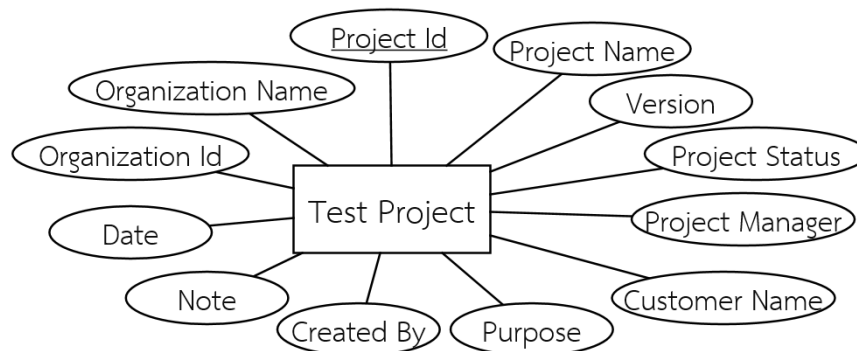 Project Id
Project Name
Organization Name
Version
Organization Id
Project Status
Test Project
Date
Project Manager
Note
Customer Name
Created By
Purpose